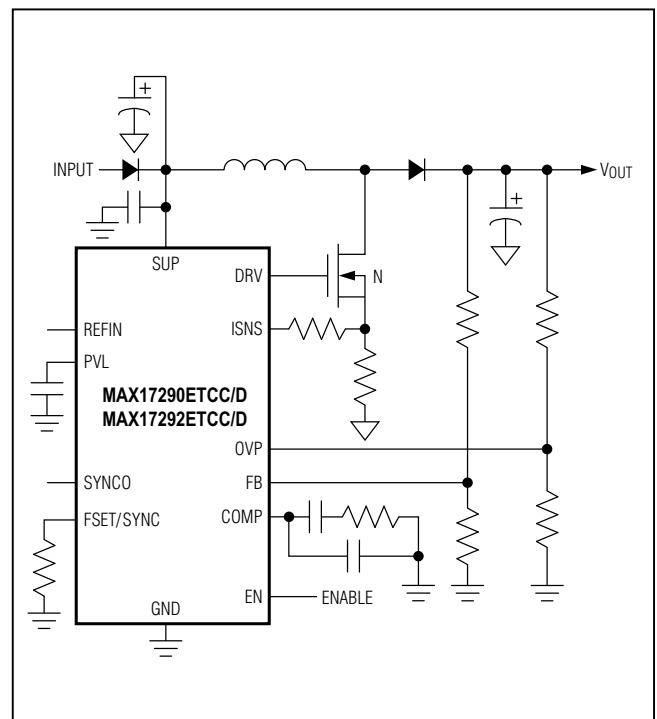 +
INPUT
VOUT
+
SUP
DRV
N
REFIN
ISNS
PVL
MAX17290ETCC/D
MAX17292ETCC/D
OVP
SYNCO
FB
FSET/SYNC
COMP
EN
ENABLE
GND